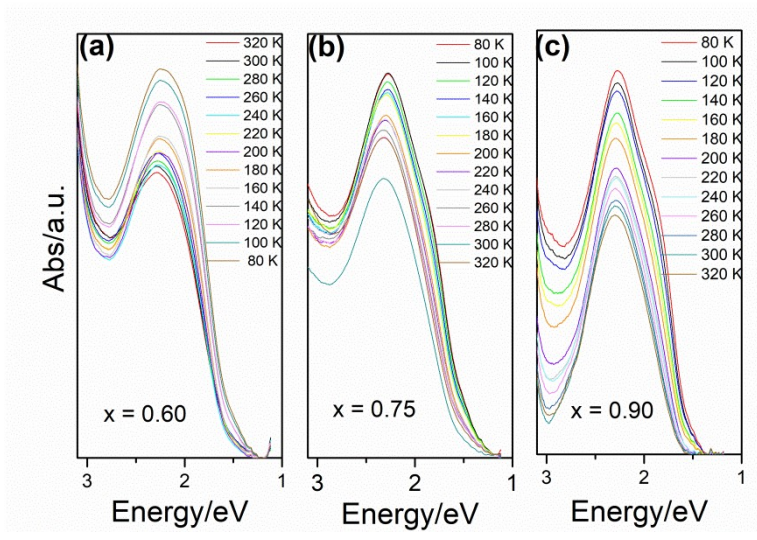 Abs/a.u.
(a)
320 K
300 K
280 K
260 K
240 K
220 K
200 K
180 K
160 K
140 K
120 K
100 K
80 K
x = 0.60
3
2
1
Energy/eV
(b)
80 K
100 K
120 K
140 K
160 K
180 K
200 K
220 K
240 K
260 K
280 K
300 K
320 K
x = 0.75
3
2
1
Energy/eV
(c)
80 K
100 K
120 K
140 K
160 K
180 K
200 K
220 K
240 K
260 K
280 K
300 K
320 K
x = 0.90
3
2
1
Energy/eV